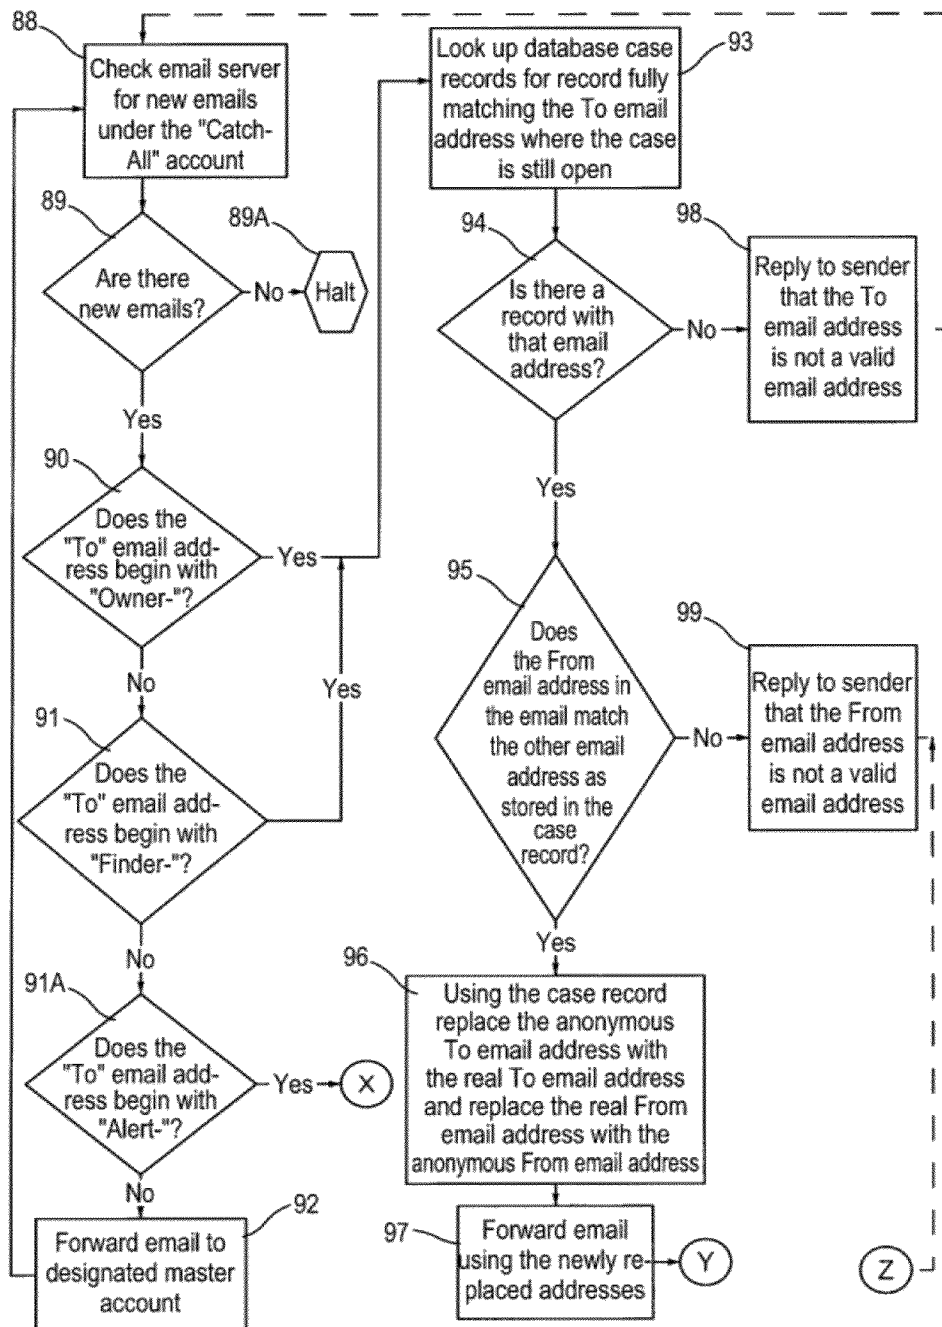 88
Check email server
for new emails
under the "Catch-
All" account
89
Are there
new emails?
No
89A
Halt
Yes
90
Does the
"To" email ad-
ress begin with
"Owner-"?
Yes
No
91
Does the
"To" email ad-
ress begin with
"Finder-"?
Yes
No
91A
Does the
"To" email ad-
ress begin with
"Alert-"?
Yes
X
No
92
Forward email to
designated master
account
93
Look up database case
records for record fully
matching the To email
address where the case
is still open
94
Is there a
record with
that email
address?
No
98
Reply to sender
that the To
email address
is not a valid
email address
Yes
95
Does
the From
email address in
the email match
the other email
address as
stored in the
case
record?
No
99
Reply to sender
that the From
email address
is not a valid
email address
Yes
96
Using the case record
replace the anonymous
To email address with
the real To email address
and replace the real From
email address with the
anonymous From email address
97
Forward email
using the newly re-
placed addresses
Y
Z